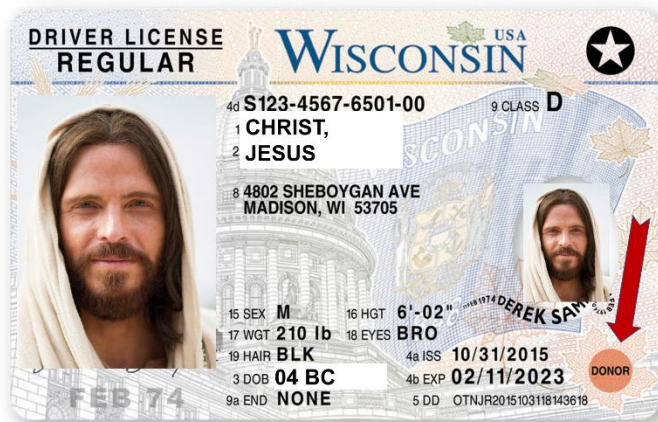 DRIVER LICENSE
REGULAR
WISCONSIN USA
4d S123-4567-6501-00
9 CLASS D
1 CHRIST,
2 JESUS
8 4802 SHEBOYGAN AVE
MADISON, WI 53705
WISCONSIN
15 SEX M 16 HGT 6'-02"
17 WGT 210 lb 18 EYES BRO
19 HAIR BLK 4a ISS 10/31/2015
3 DOB 04 BC 4b EXP 02/11/2023
9a END NONE 5 DD OTNJR2015103118143618
FEB1974 DEREK SAM
DONOR
FEB 74